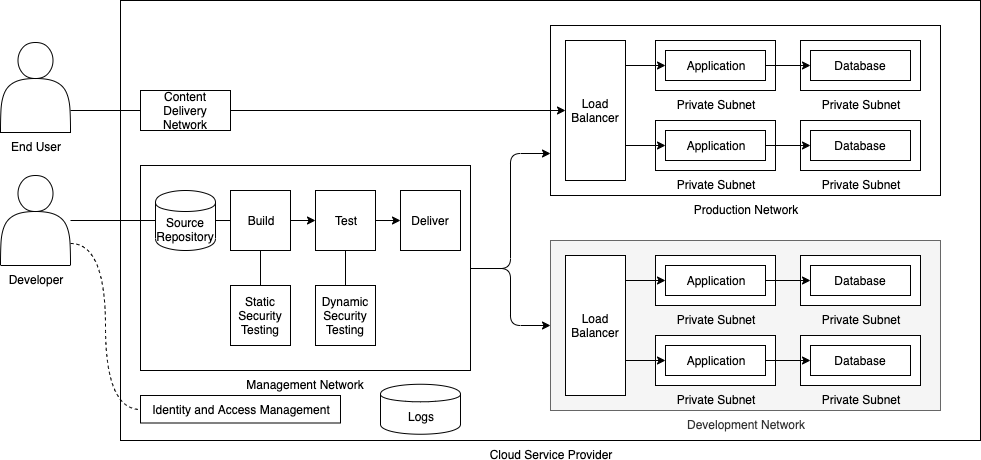 End User
Content
Delivery
Network
Load
Balancer
Application
Database
Private Subnet
Private Subnet
Application
Database
Private Subnet
Private Subnet
Production Network
Developer
Source
Repository
Build
Test
Deliver
Static
Security
Testing
Dynamic
Security
Testing
Management Network
Identity and Access Management
Logs
Load
Balancer
Application
Database
Private Subnet
Private Subnet
Application
Database
Private Subnet
Private Subnet
Development Network
Cloud Service Provider